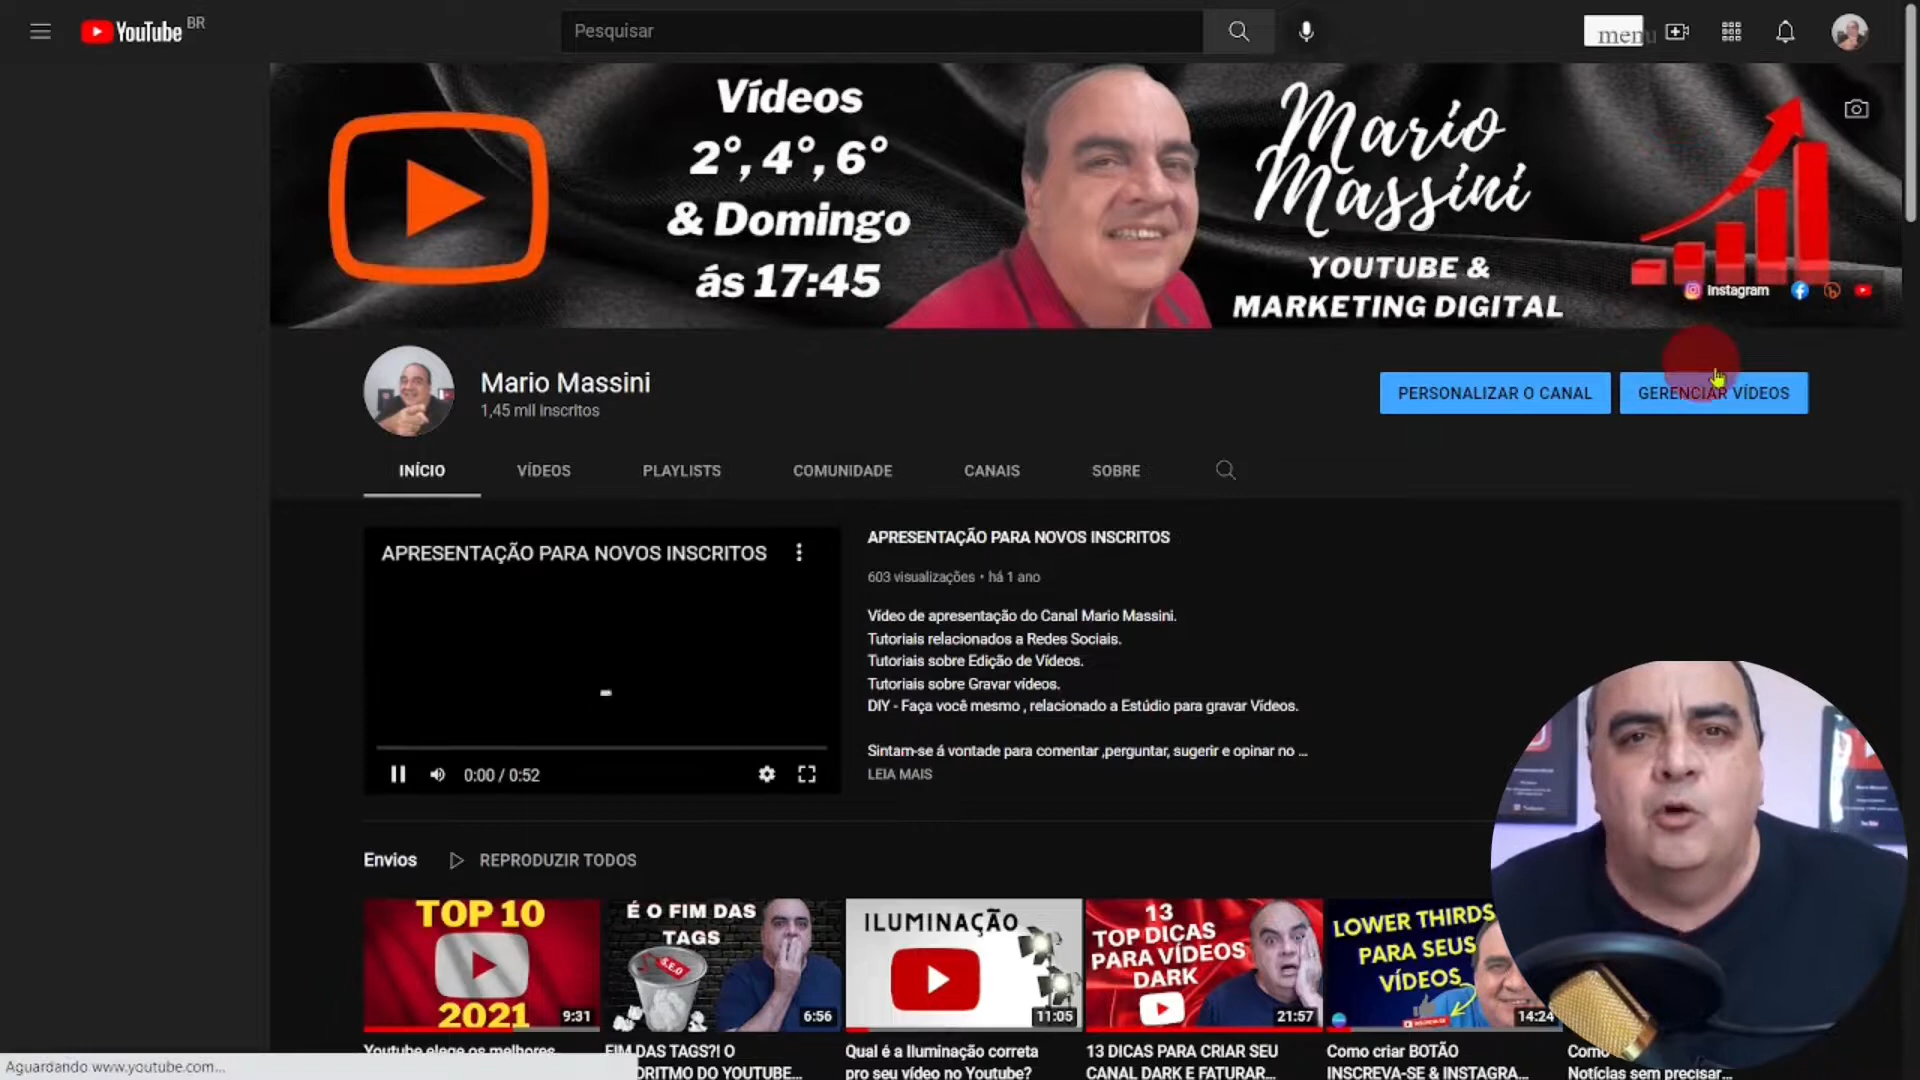 YouTube BR
Pesquisar
menu
Vídeos
2°, 4°, 6°
& Domingo
ás 17:45
Mario
Massini
YOUTUBE &
MARKETING DIGITAL
Instagram
Mario Massini
1,45 mil inscritos
PERSONALIZAR O CANAL
GERENCIAR VÍDEOS
INÍCIO
VÍDEOS
PLAYLISTS
COMUNIDADE
CANAIS
SOBRE
APRESENTAÇÃO PARA NOVOS INSCRITOS
0:00 / 0:52
APRESENTAÇÃO PARA NOVOS INSCRITOS
603 visualizações • há 1 ano
Vídeo de apresentação do Canal Mario Massini.
Tutoriais relacionados a Redes Sociais.
Tutoriais sobre Edição de Vídeos.
Tutoriais sobre Gravar vídeos.
DIY - Faça você mesmo , relacionado a Estúdio para gravar Vídeos.
Sintam-se á vontade para comentar ,perguntar, sugerir e opinar no ...
LEIA MAIS
Envios
REPRODUZIR TODOS
TOP 10
2021
9:31
É O FIM DAS
TAGS
S.E.O
6:56
ILUMINAÇÃO
11:05
13
TOP DICAS
PARA VÍDEOS
DARK
21:57
LOWER THIRDS
PARA SEUS
VÍDEOS
14:24
Youtube elege os melhores
FIM DAS TAGS?! O
ORITMO DO YOUTUBE...
Qual é a Iluminação correta
pro seu vídeo no Youtube?
13 DICAS PARA CRIAR SEU
CANAL DARK E FATURAR...
Como criar BOTÃO
INSCREVA-SE & INSTAGRA...
Como
Notícias sem precisar...
Aguardando www.youtube.com...